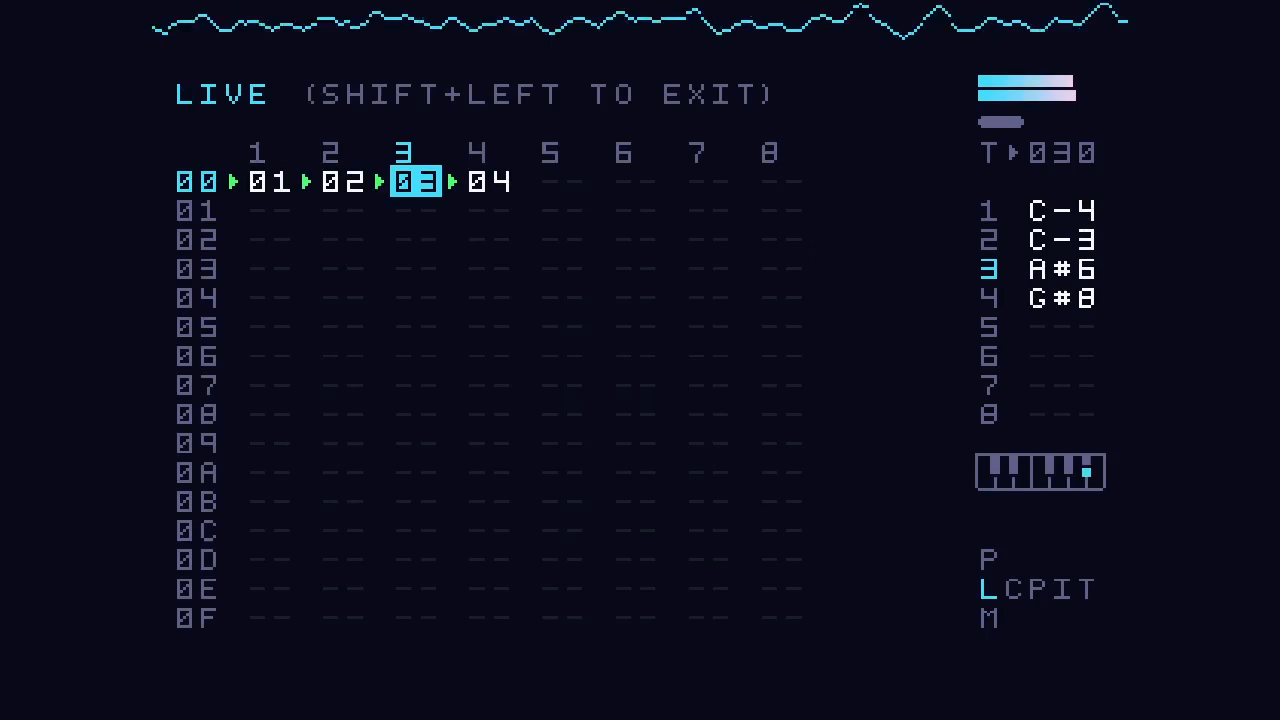 LIVE (SHIFT+LEFT TO EXIT)
1 2 3 4 5 6 7 8 T 030
00 01 02 03 04 -- -- -- --
01 -- -- -- -- -- -- -- -- 1 C-4
02 -- -- -- -- -- -- -- -- 2 C-3
03 -- -- -- -- -- -- -- -- 3 A#6
04 -- -- -- -- -- -- -- -- 4 G#8
05 -- -- -- -- -- -- -- -- 5 ---
06 -- -- -- -- -- -- -- -- 6 ---
07 -- -- -- -- -- -- -- -- 7 ---
08 -- -- -- -- -- -- -- -- 8 ---
09 -- -- -- -- -- -- -- --
0A -- -- -- -- -- -- -- --
0B -- -- -- -- -- -- -- --
0C -- -- -- -- -- -- -- --
0D -- -- -- -- -- -- -- -- P
0E -- -- -- -- -- -- -- -- LCPIT
0F -- -- -- -- -- -- -- -- M